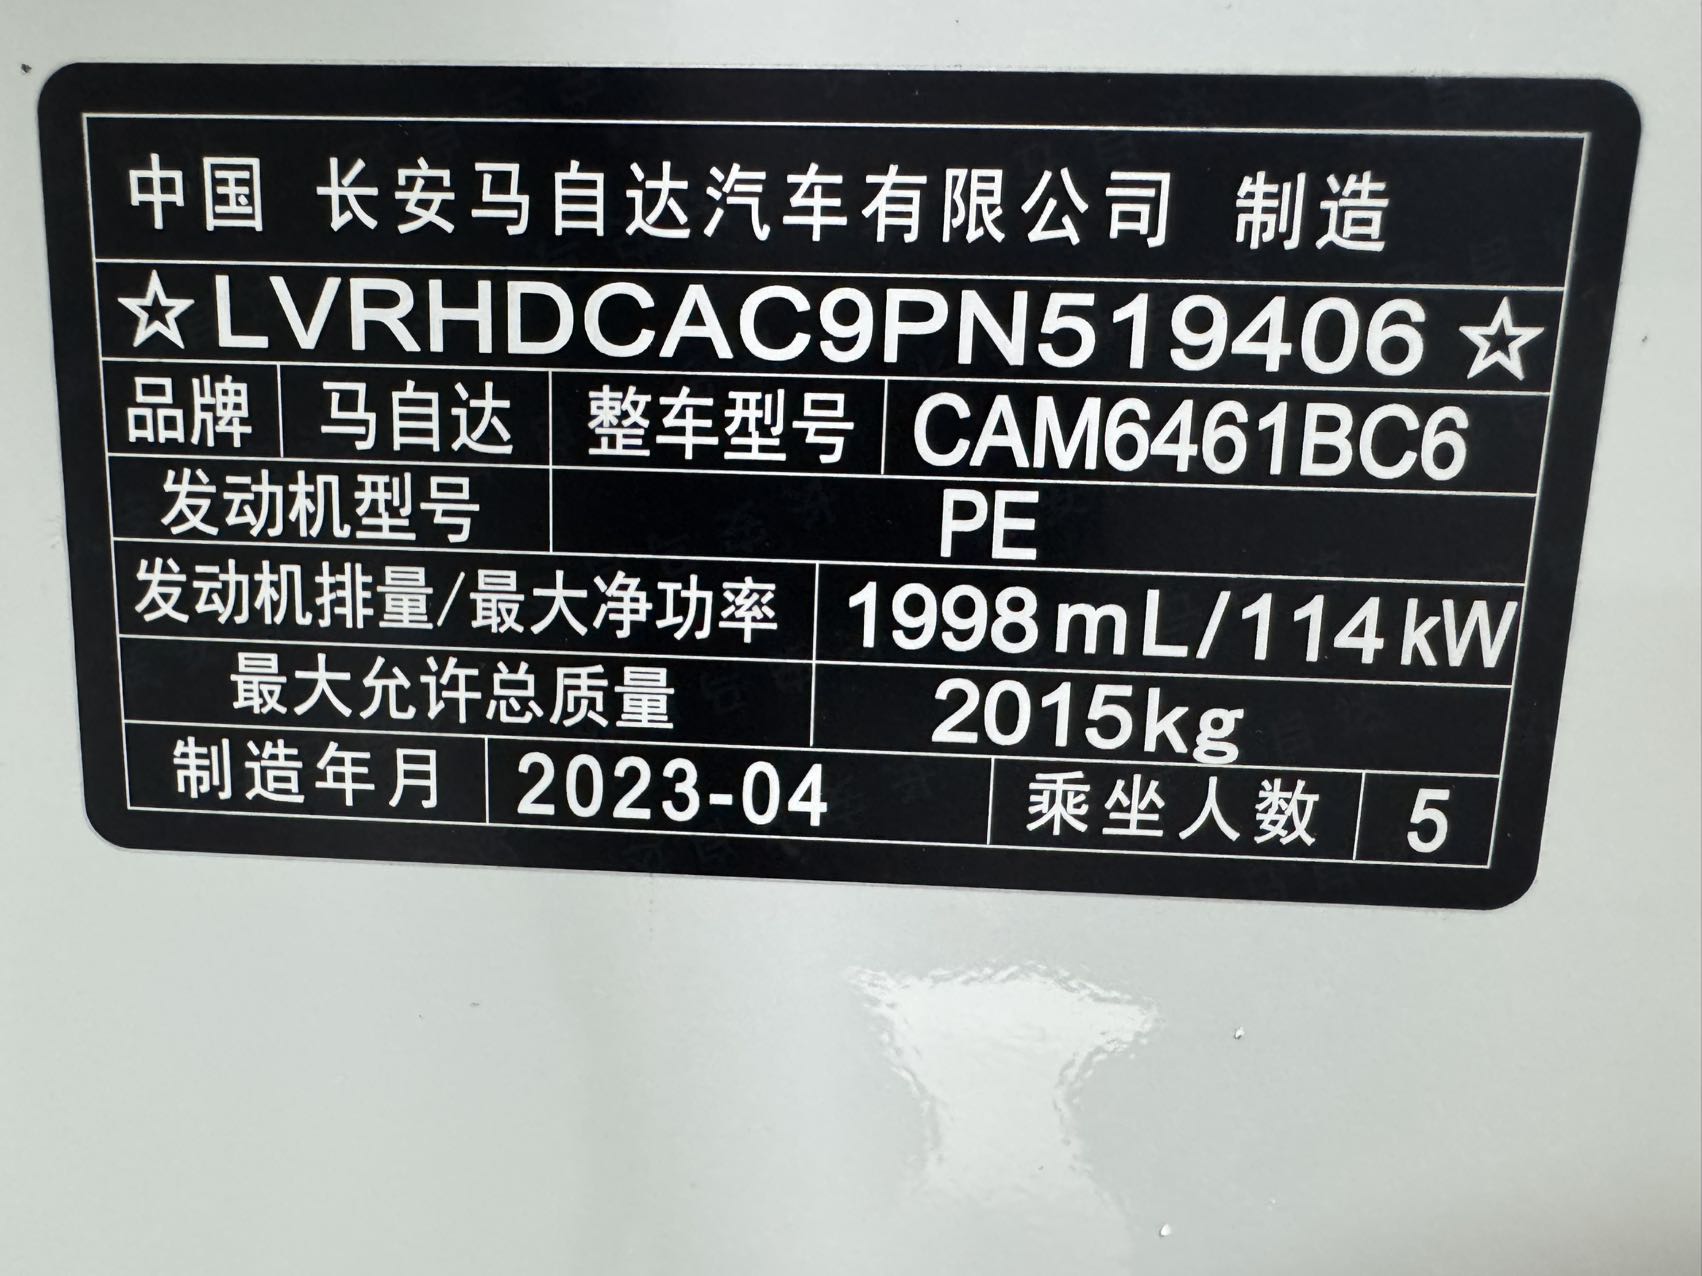 中国 长安马自达汽车有限公司 制造
☆LVRHDCAC9PN519406☆
品牌 马自达 整车型号 CAM6461BC6
发动机型号 PE
发动机排量/最大净功率 1998mL/114kW
最大允许总质量 2015kg
制造年月 2023-04 乘坐人数 5